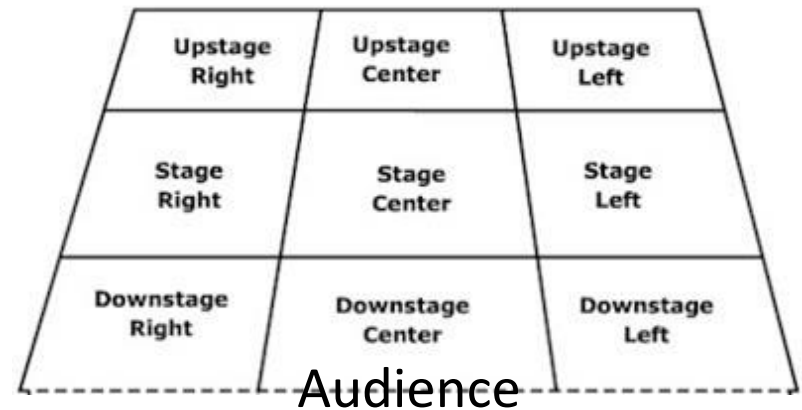 Upstage
Right
Upstage
Center
Upstage
Left
Stage
Right
Stage
Center
Stage
Left
Downstage
Right
Downstage
Center
Downstage
Left
Audience